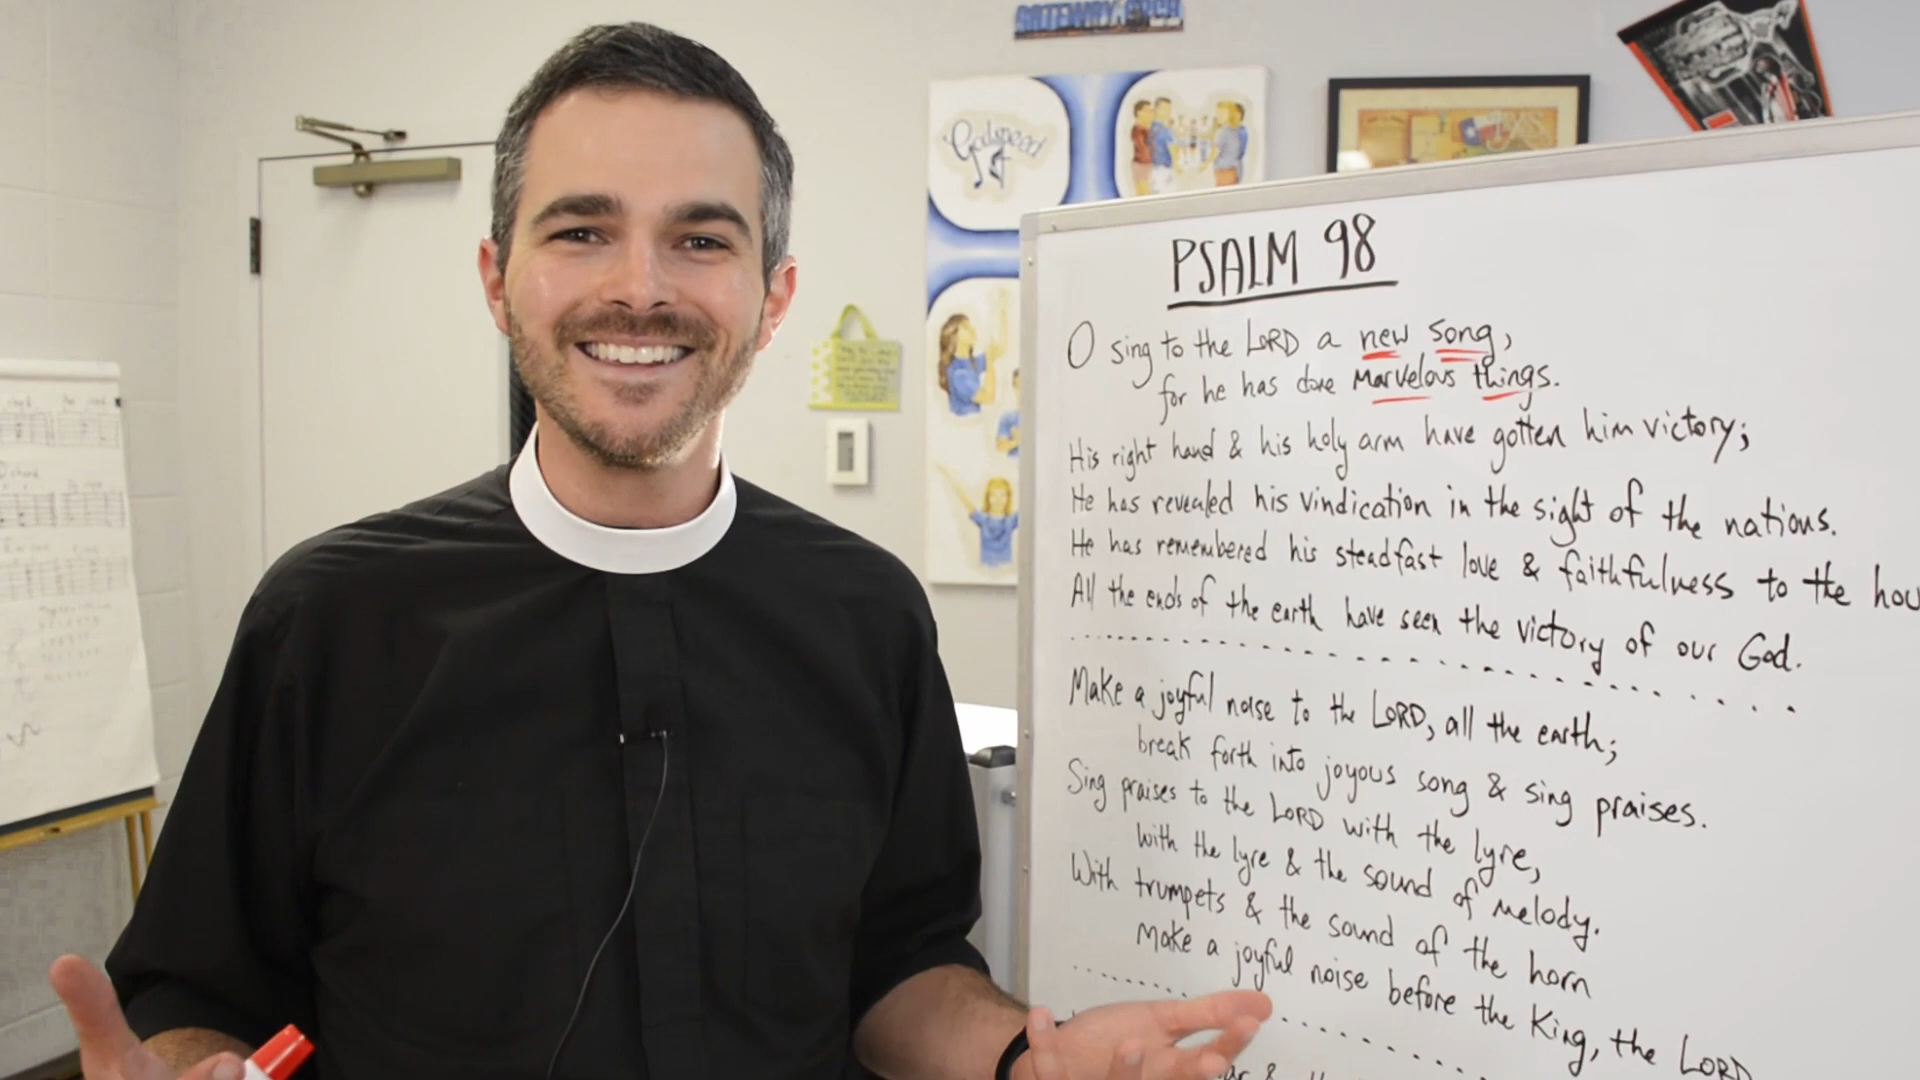 GATEWAY ARCH
Godspeed
TEXAS
PSALM 98
O sing to the LORD a new song,
for he has done marvelous things.
His right hand & his holy arm have gotten him victory;
He has revealed his vindication in the sight of the nations.
He has remembered his steadfast love & faithfulness to the hou
All the ends of the earth have seen the victory of our God.
Make a joyful noise to the LORD, all the earth;
break forth into joyous song & sing praises.
Sing praises to the LORD with the lyre,
with the lyre & the sound of melody.
With trumpets & the sound of the horn
Make a joyful noise before the King, the LORD